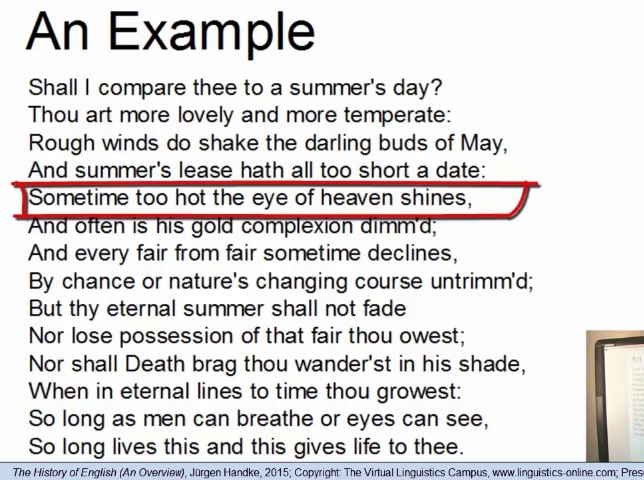 An Example
Shall I compare thee to a summer's day?
Thou art more lovely and more temperate:
Rough winds do shake the darling buds of May,
And summer's lease hath all too short a date:
Sometime too hot the eye of heaven shines,
And often is his gold complexion dimm'd;
And every fair from fair sometime declines,
By chance or nature's changing course untrimm'd;
But thy eternal summer shall not fade
Nor lose possession of that fair thou owest;
Nor shall Death brag thou wander'st in his shade,
When in eternal lines to time thou growest:
So long as men can breathe or eyes can see,
So long lives this and this gives life to thee.
The History of English (An Overview), Jürgen Handke, 2015; Copyright: The Virtual Linguistics Campus, www.linguistics-online.com; Pres